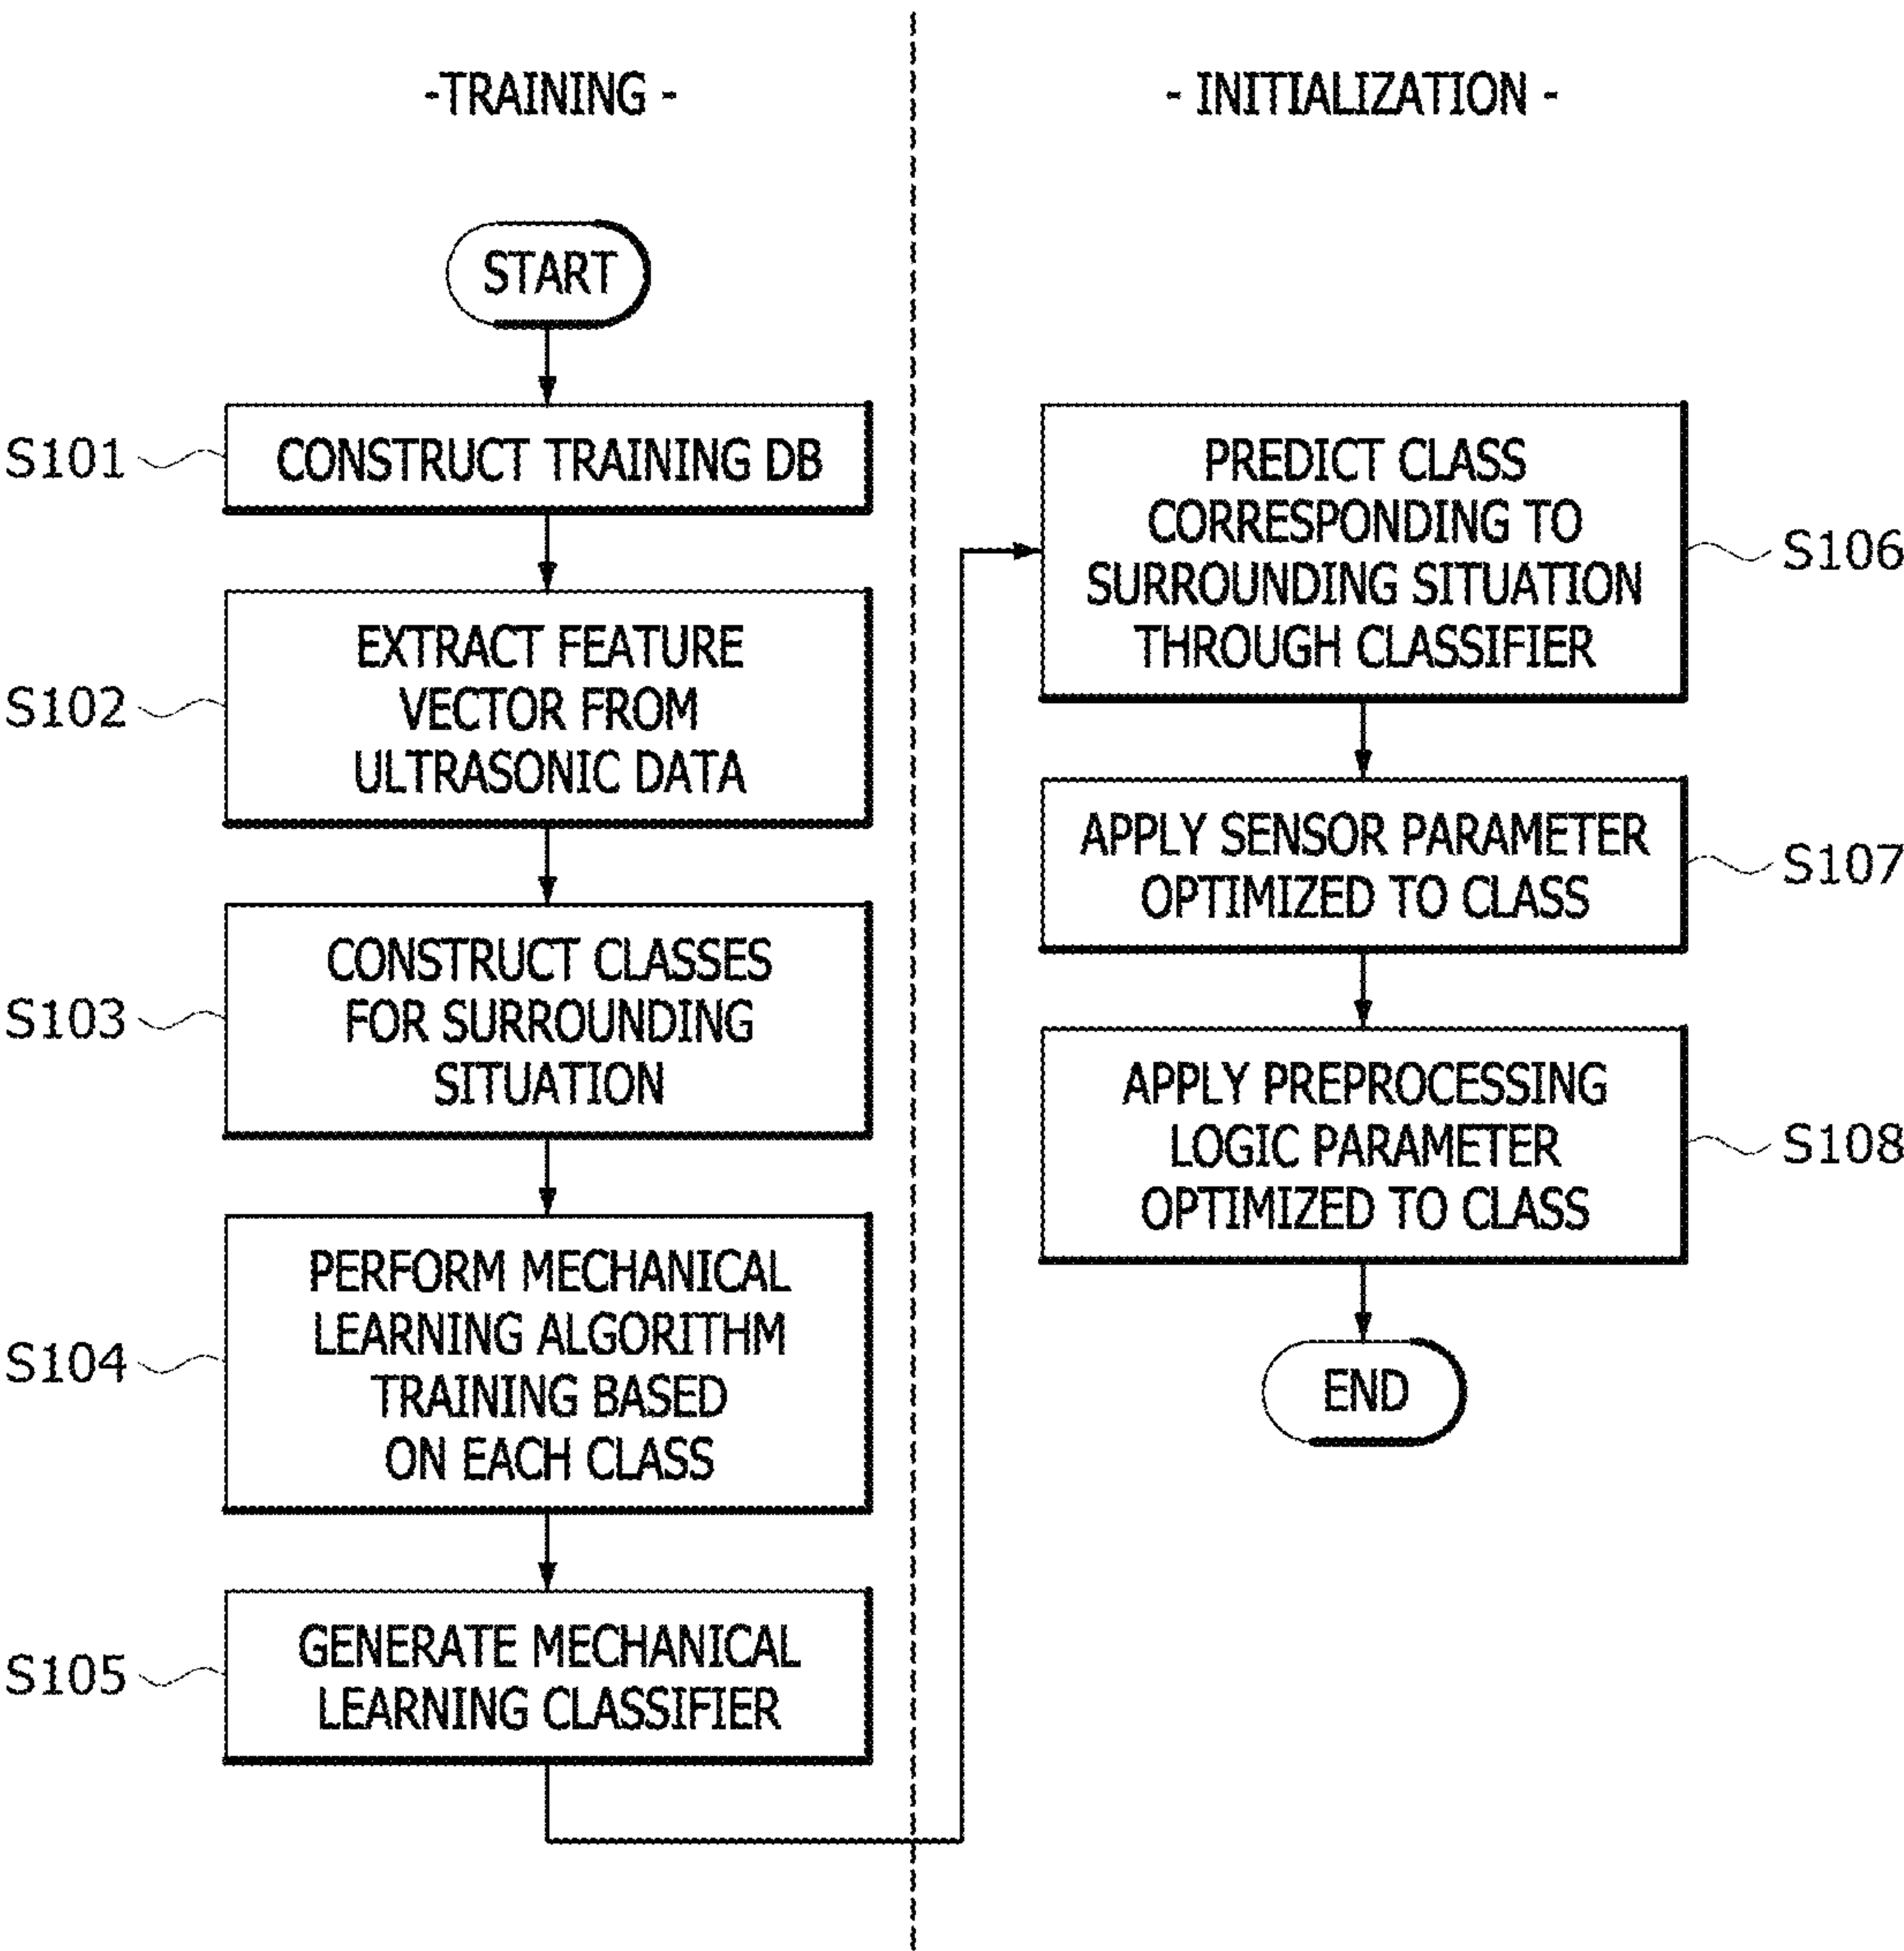 -TRAINING -
START
S101
CONSTRUCT TRAINING DB
S102
EXTRACT FEATURE
VECTOR FROM
ULTRASONIC DATA
S103
CONSTRUCT CLASSES
FOR SURROUNDING
SITUATION
S104
PERFORM MECHANICAL
LEARNING ALGORITHM
TRAINING BASED
ON EACH CLASS
S105
GENERATE MECHANICAL
LEARNING CLASSIFIER
- INITIALIZATION -
PREDICT CLASS
CORRESPONDING TO
SURROUNDING SITUATION
THROUGH CLASSIFIER
S106
APPLY SENSOR PARAMETER
OPTIMIZED TO CLASS
S107
APPLY PREPROCESSING
LOGIC PARAMETER
OPTIMIZED TO CLASS
S108
END